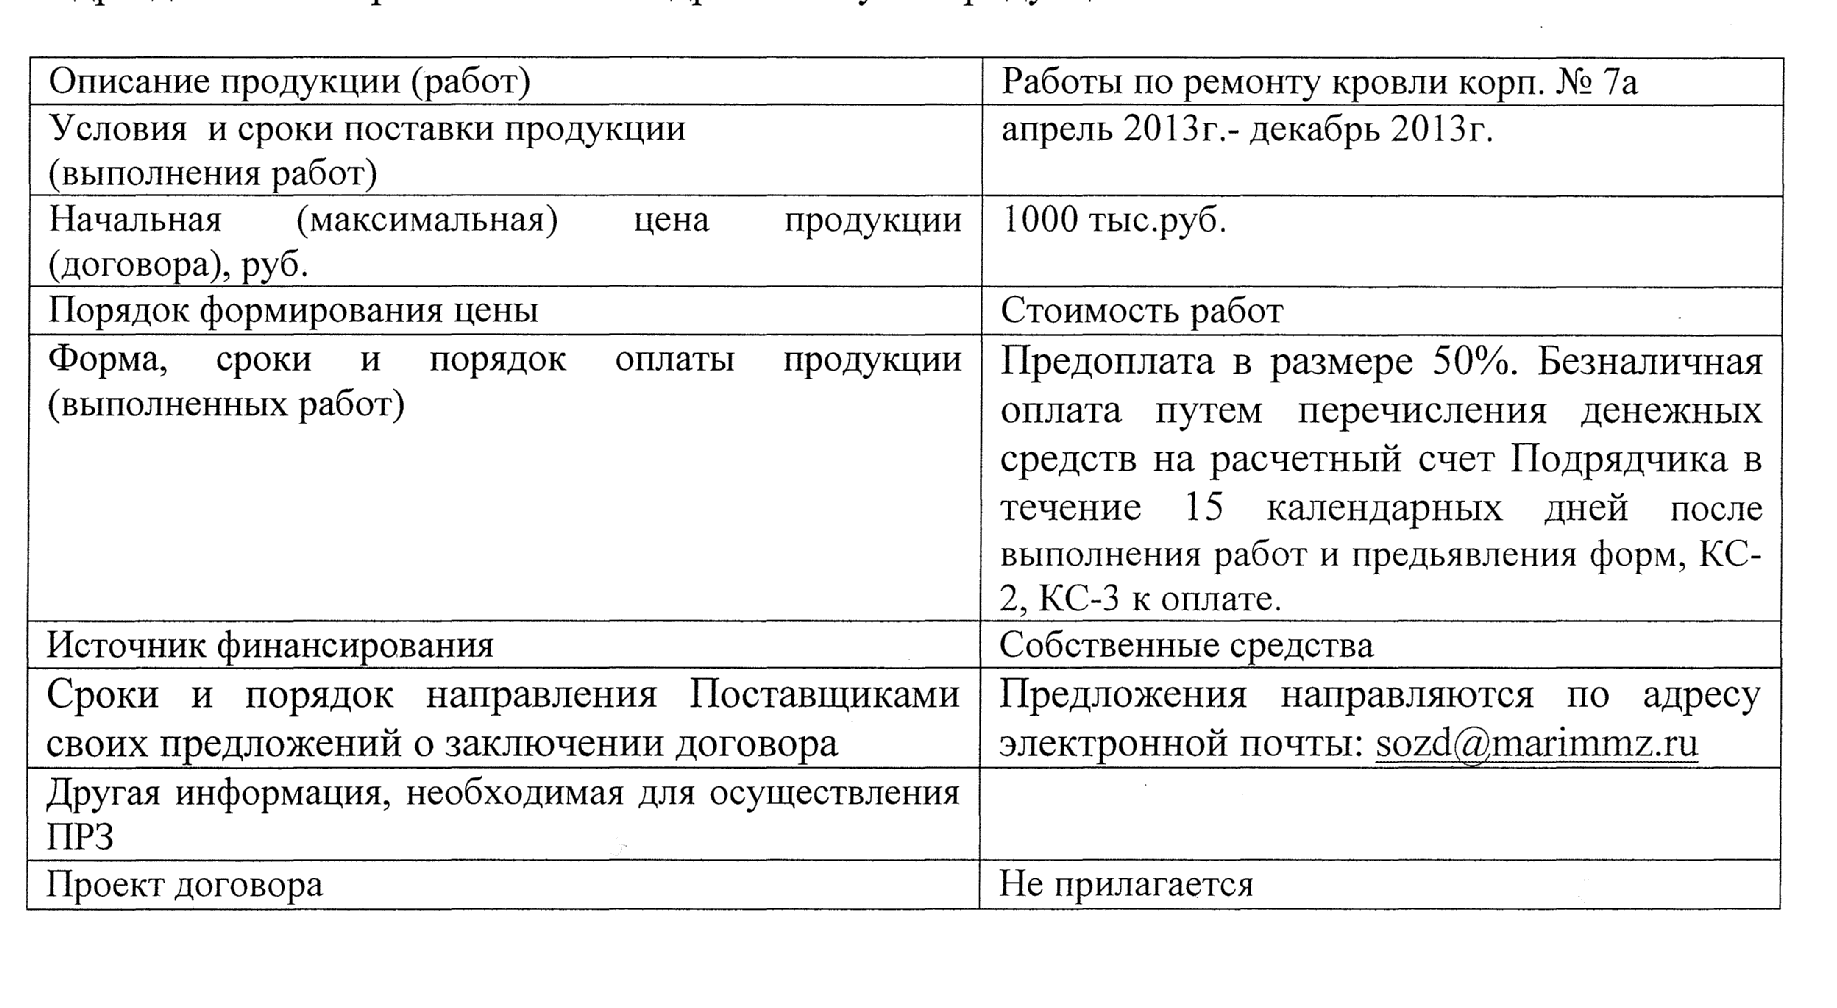 Описание продукции (работ)
Работы по ремонту кровли корп. № 7а
Условия и сроки поставки продукции
(выполнения работ)
апрель 2013г.- декабрь 2013г.
Начальная (максимальная) цена продукции
(договора), руб.
1000 тыс.руб.
Порядок формирования цены
Стоимость работ
Форма, сроки и порядок оплаты продукции
(выполненных работ)
Предоплата в размере 50%. Безналичная
оплата путем перечисления денежных
средств на расчетный счет Подрядчика в
течение 15 календарных дней после
выполнения работ и предьявления форм, КС-
2, КС-3 к оплате.
Источник финансирования
Собственные средства
Сроки и порядок направления Поставщиками
своих предложений о заключении договора
Предложения направляются по адресу
электронной почты: sozd@marimmz.ru
Другая информация, необходимая для осуществления
ПРЗ
Проект договора
Не прилагается